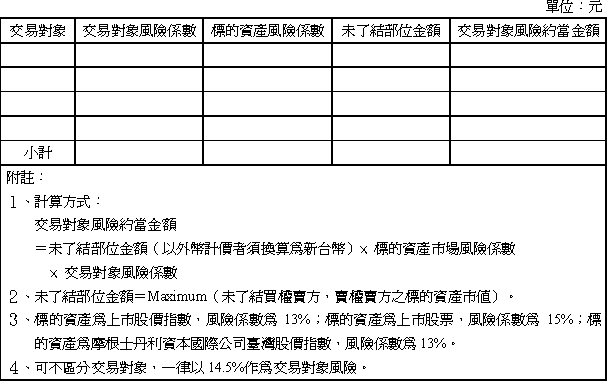 單位：元
交易對象 交易對象風險係數 標的資產風險係數 未了結部位金額 交易對象風險約當金額
小計
附註：
１、計算方式：
交易對象風險約當金額
＝未了結部位金額（以外幣計價者須換算為新台幣）× 標的資產市場風險係數
× 交易對象風險係數
２、未了結部位金額＝Maximum（未了結買權賣方，賣權賣方之標的資產市值）。
３、標的資產為上市股價指數，風險係數為 13%；標的資產為上市股票、風險係數為 15%；標
的資產為摩根士丹利資本國際公司臺灣股價指數，風險係數為 13%。
４、可不區分交易對象，一律以 14.5%作為交易對象風險。